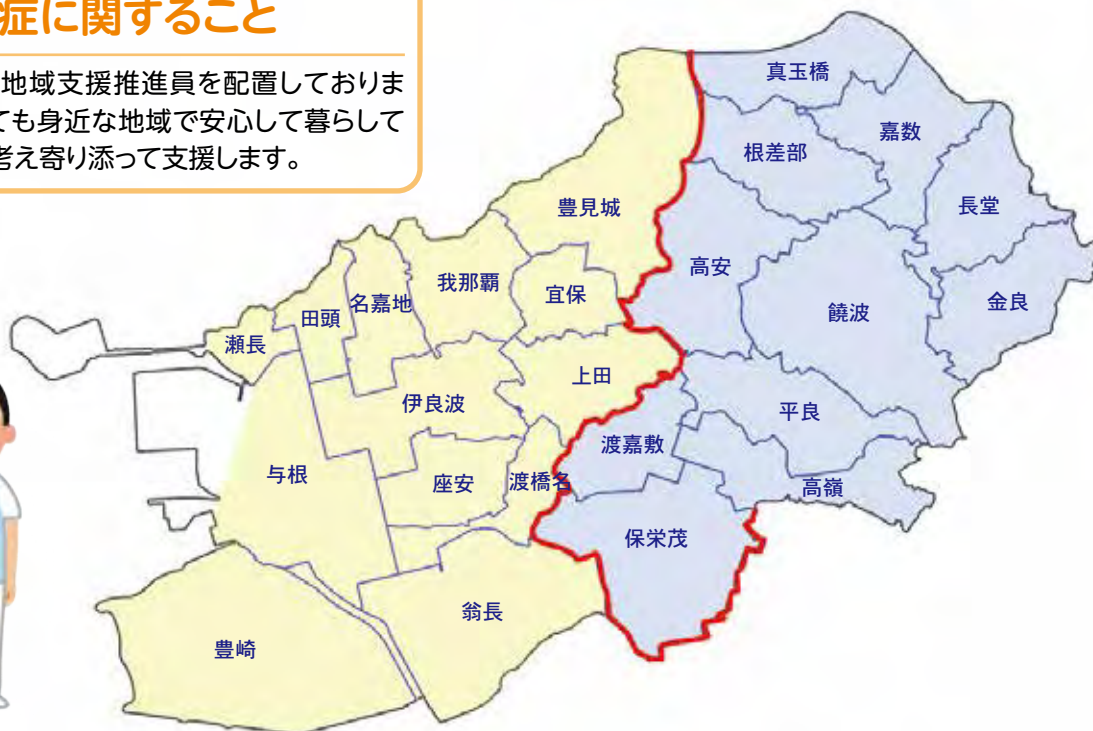 症に関すること
地域支援推進員を配置しておりま
ても身近な地域で安心して暮らして
考え寄り添って支援します。
真玉橋
嘉数
根差部
長堂
豊見城
高安
我那覇
宜保
名嘉地
田頭
饒波
金良
瀬長
上田
伊良波
平良
渡嘉敷
与根
座安
渡橋名
高嶺
保栄茂
翁長
豊崎